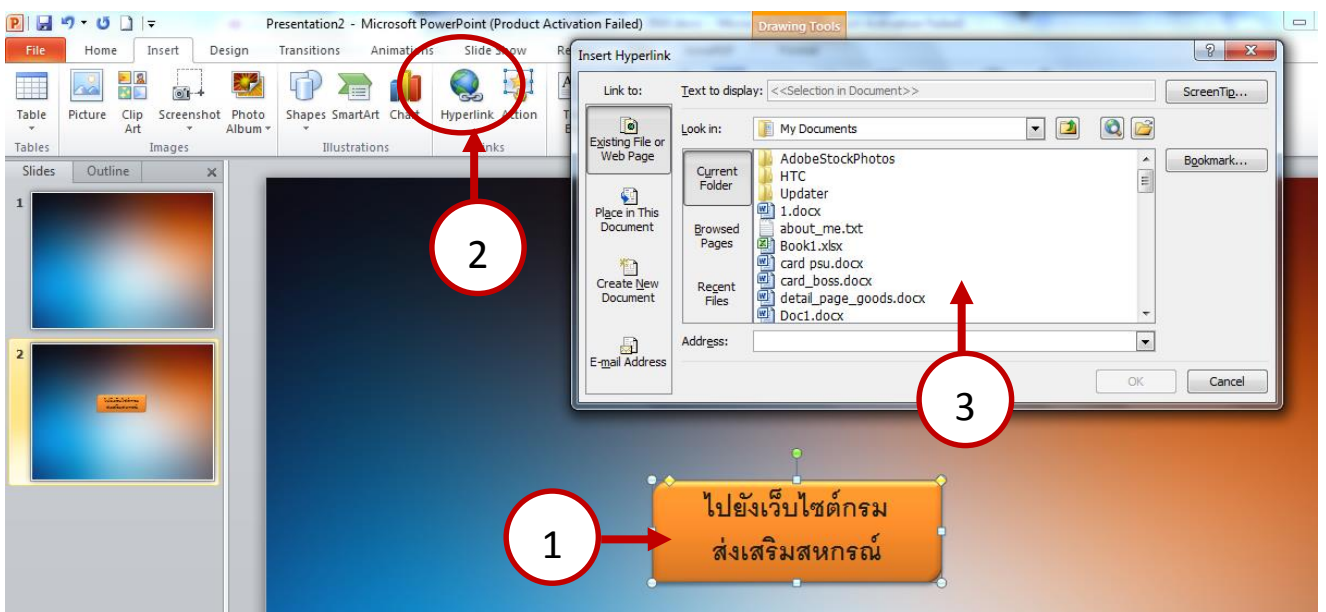 Presentation2 - Microsoft PowerPoint (Product Activation Failed)
Drawing Tools
File Home Insert Design Transitions Animations Slide Show Re
Table
Picture
Clip Art
Screenshot
Photo Album
Shapes
SmartArt
Chart
Hyperlink
Action
Tables
Images
Illustrations
Slides Outline
1
2
Insert Hyperlink
Link to:
Text to display: <<Selection in Document>>
ScreenTip...
Existing File or Web Page
Look in: My Documents
Bookmark...
Place in This Document
Create New Document
E-mail Address
Current Folder
Browsed Pages
Recent Files
AdobeStockPhotos
HTC
Updater
1.docx
about_me.txt
Book1.xlsx
card psu.docx
card_boss.docx
detail_page_goods.docx
Doc1.docx
Address:
OK
Cancel
2
3
1
ไปยังเว็บไซต์กรม
ส่งเสริมสหกรณ์